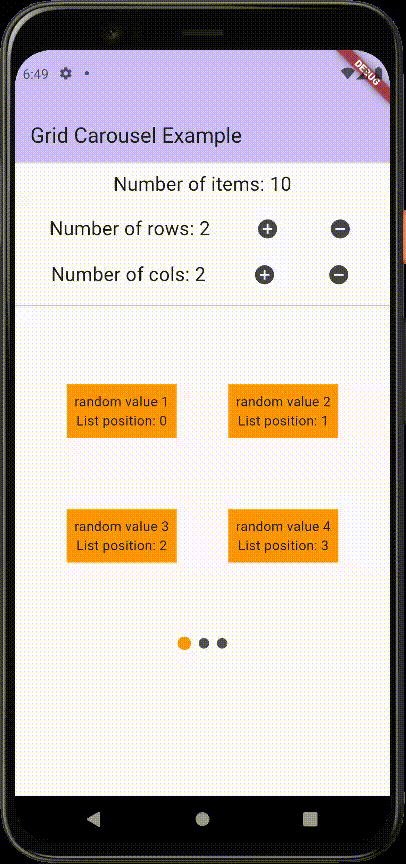 6:49
DEBUG
Grid Carousel Example
Number of items: 10
Number of rows: 2
Number of cols: 2
random value 1
List position: 0
random value 2
List position: 1
random value 3
List position: 2
random value 4
List position: 3